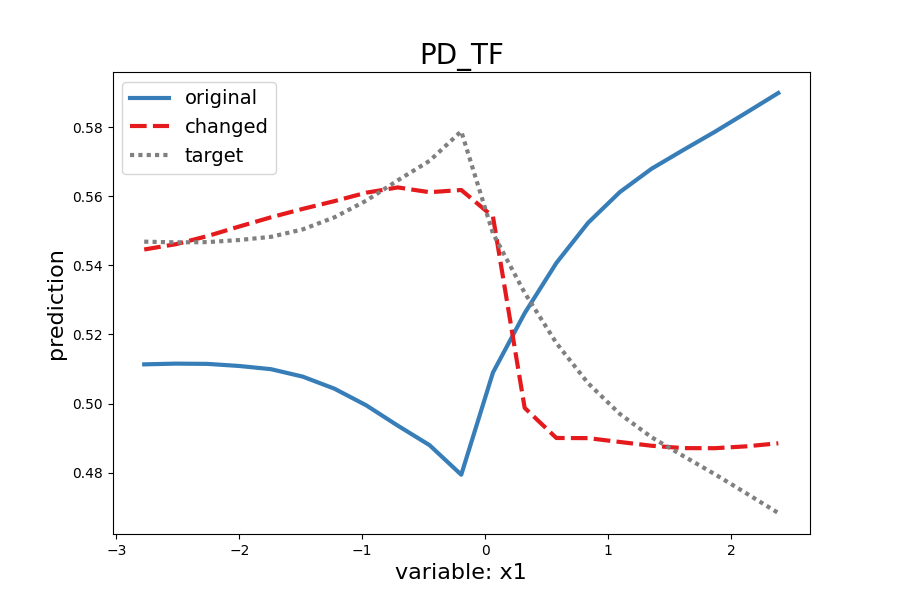 PD_TF
original
changed
target
prediction
0.58
0.56
0.54
0.52
0.50
0.48
−3
−2
−1
0
1
2
variable: x1